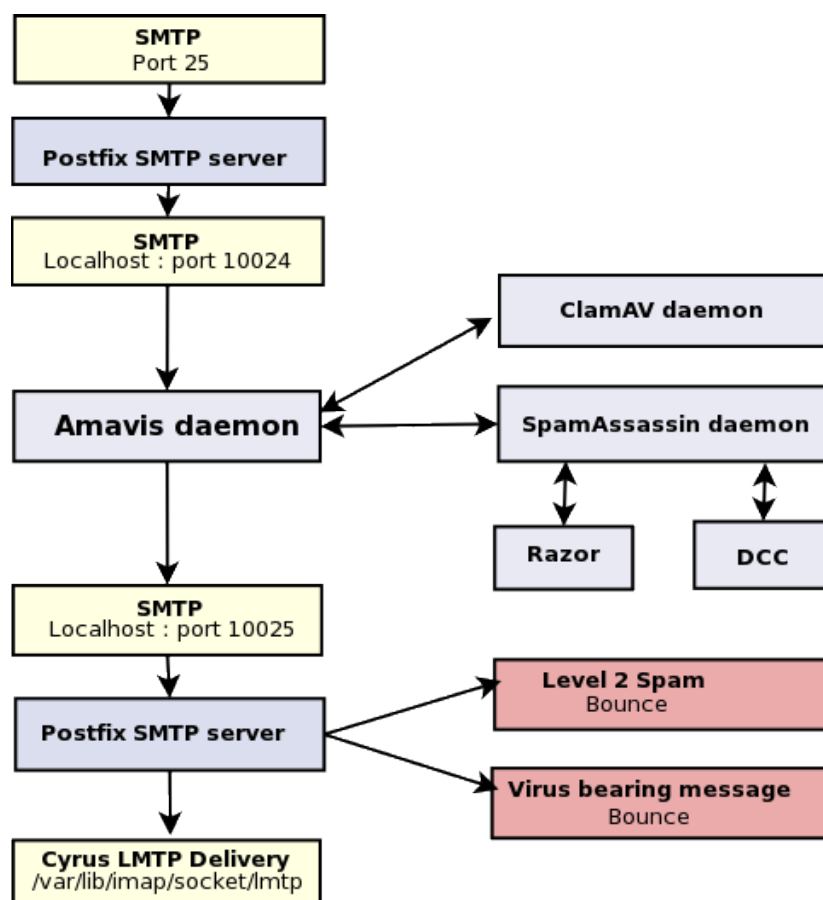 SMTP
Port 25
Postfix SMTP server
SMTP
Localhost : port 10024
ClamAV daemon
Amavis daemon
SpamAssassin daemon
Razor
DCC
SMTP
Localhost : port 10025
Level 2 Spam
Bounce
Postfix SMTP server
Virus bearing message
Bounce
Cyrus LMTP Delivery
/var/lib/imap/socket/lmtp